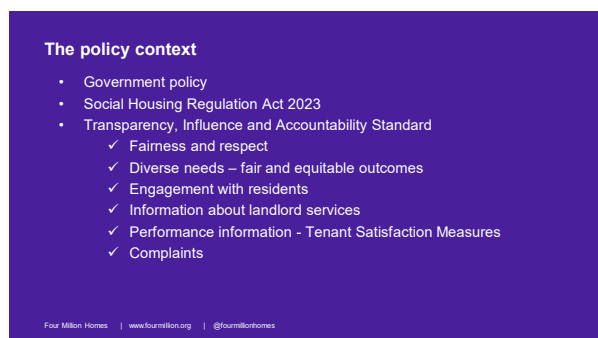 The policy context
• Government policy
• Social Housing Regulation Act 2023
• Transparency, Influence and Accountability Standard
✓ Fairness and respect
✓ Diverse needs – fair and equitable outcomes
✓ Engagement with residents
✓ Information about landlord services
✓ Performance information - Tenant Satisfaction Measures
✓ Complaints
Four Million Homes | www.fourmillion.org | @fourmillionhomes